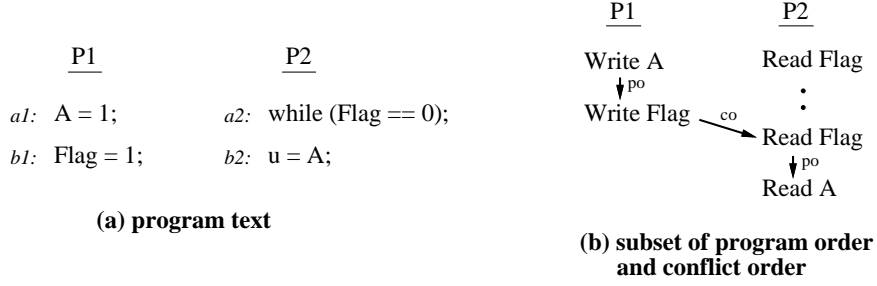 P1 P2
a1: A = 1; a2: while (Flag == 0);
b1: Flag = 1; b2: u = A;
(a) program text
P1 P2
Write A Read Flag
po
Write Flag co
Read Flag
po
Read A
(b) subset of program order
and conflict order